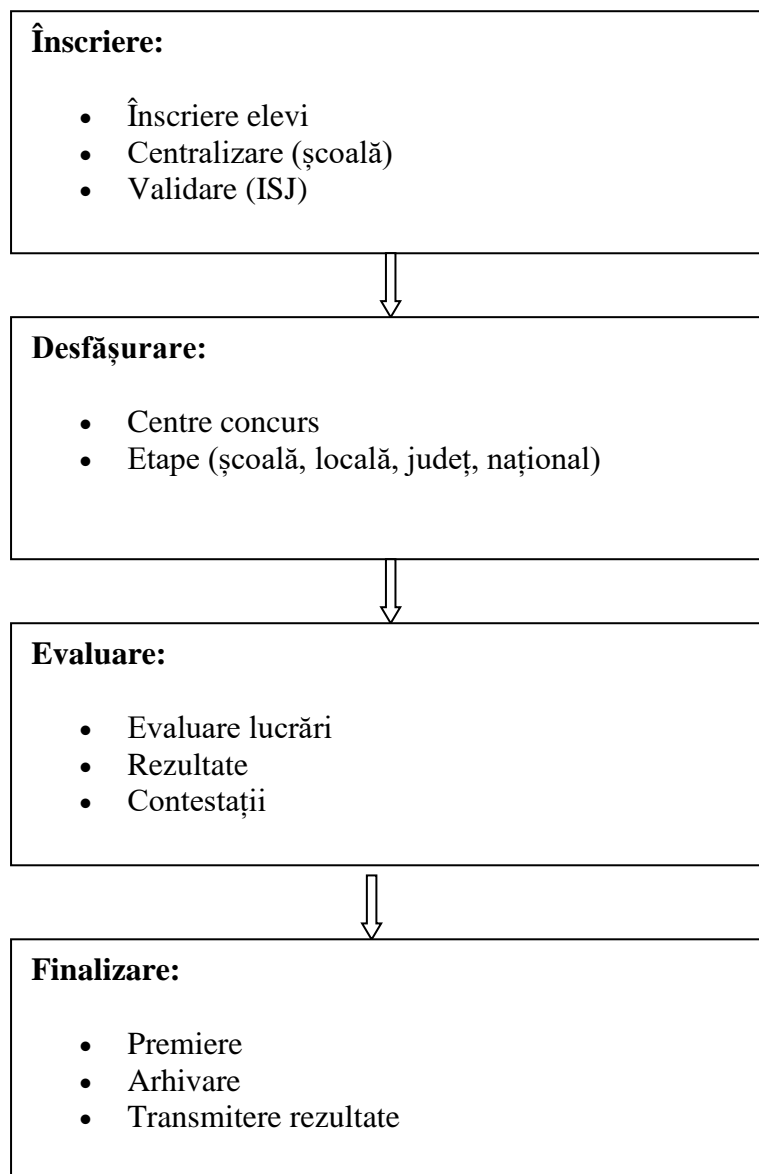 Înscriere:
• Înscriere elevi
• Centralizare (școală)
• Validare (ISJ)
Desfășurare:
• Centre concurs
• Etape (școală, locală, județ, național)
Evaluare:
• Evaluare lucrări
• Rezultate
• Contestații
Finalizare:
• Premiere
• Arhivare
• Transmitere rezultate